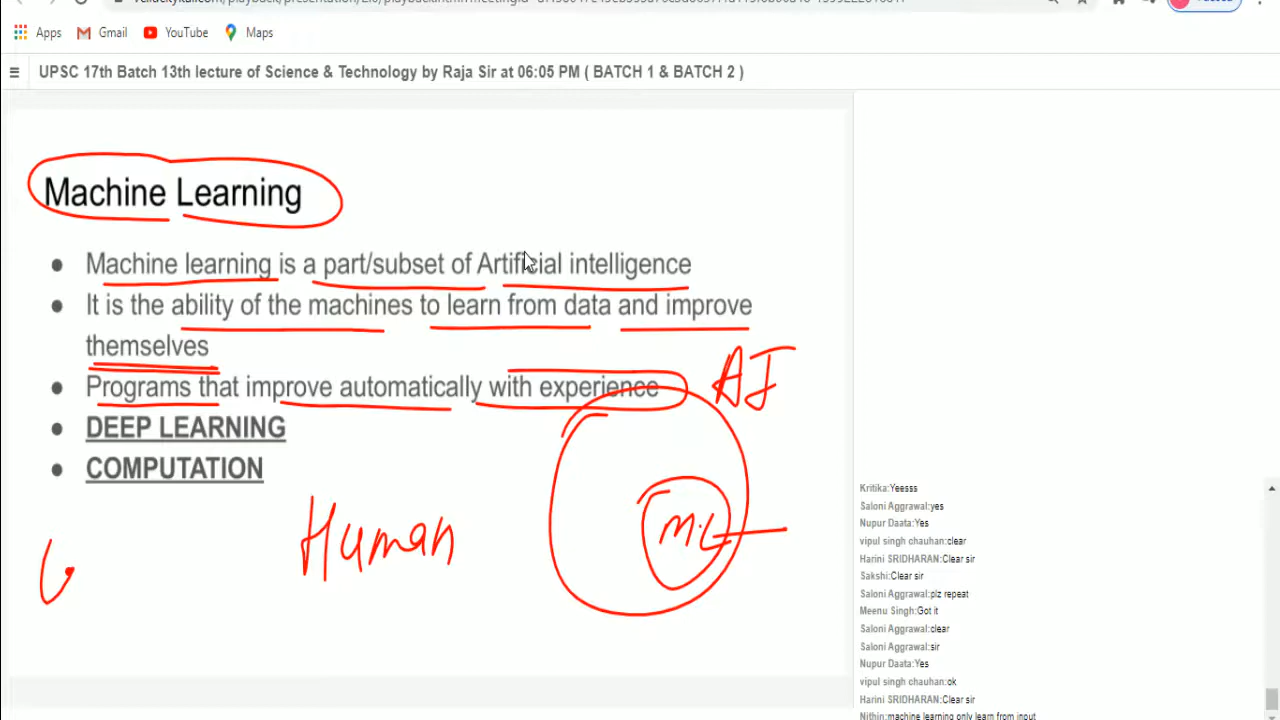 Apps Gmail YouTube Maps
UPSC 17th Batch 13th lecture of Science & Technology by Raja Sir at 06:05 PM ( BATCH 1 & BATCH 2 )
Machine Learning
Machine learning is a part/subset of Artificial intelligence
It is the ability of the machines to learn from data and improve
themselves
Programs that improve automatically with experience
AI
DEEP LEARNING
COMPUTATION
Human
M.L
Kritika:Yeesss
Saloni Aggrawal:yes
Nupur Daata:Yes
vipul singh chauhan:clear
Harini SRIDHARAN:Clear sir
Sakshi:Clear sir
Saloni Aggrawal:plz repeat
Meenu Singh:Got it
Saloni Aggrawal:clear
Saloni Aggrawal:sir
Nupur Daata:Yes
vipul singh chauhan:ok
Harini SRIDHARAN:Clear sir
Nithin:machine learning only learn from input